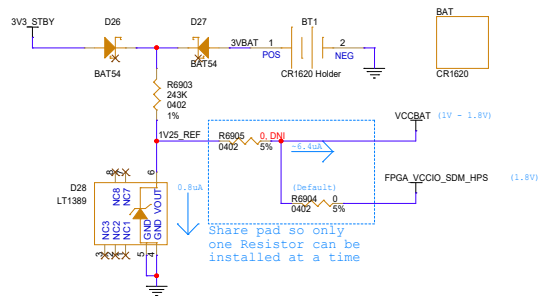 D26
D27
BT1
BAT
3V3_STBY
3VBAT
1
2
POS
NEG
BAT54
BAT54
CR1620 Holder
CR1620
R6903
243K
0402
1%
VCCBAT (1V - 1.8V)
1V25_REF
R6905
0, DNI
0402
5%
~6.4uA
FPGA_VCCIO_SDM_HPS (1.8V)
(Default)
R6904
0
0402
5%
D28
LT1389
8
7
6
NC8
NC7
VOUT
0.8uA
NC3
NC2
NC1
GND
GND
3
2
1
5
4
Share pad so only
one Resistor can be
installed at a time